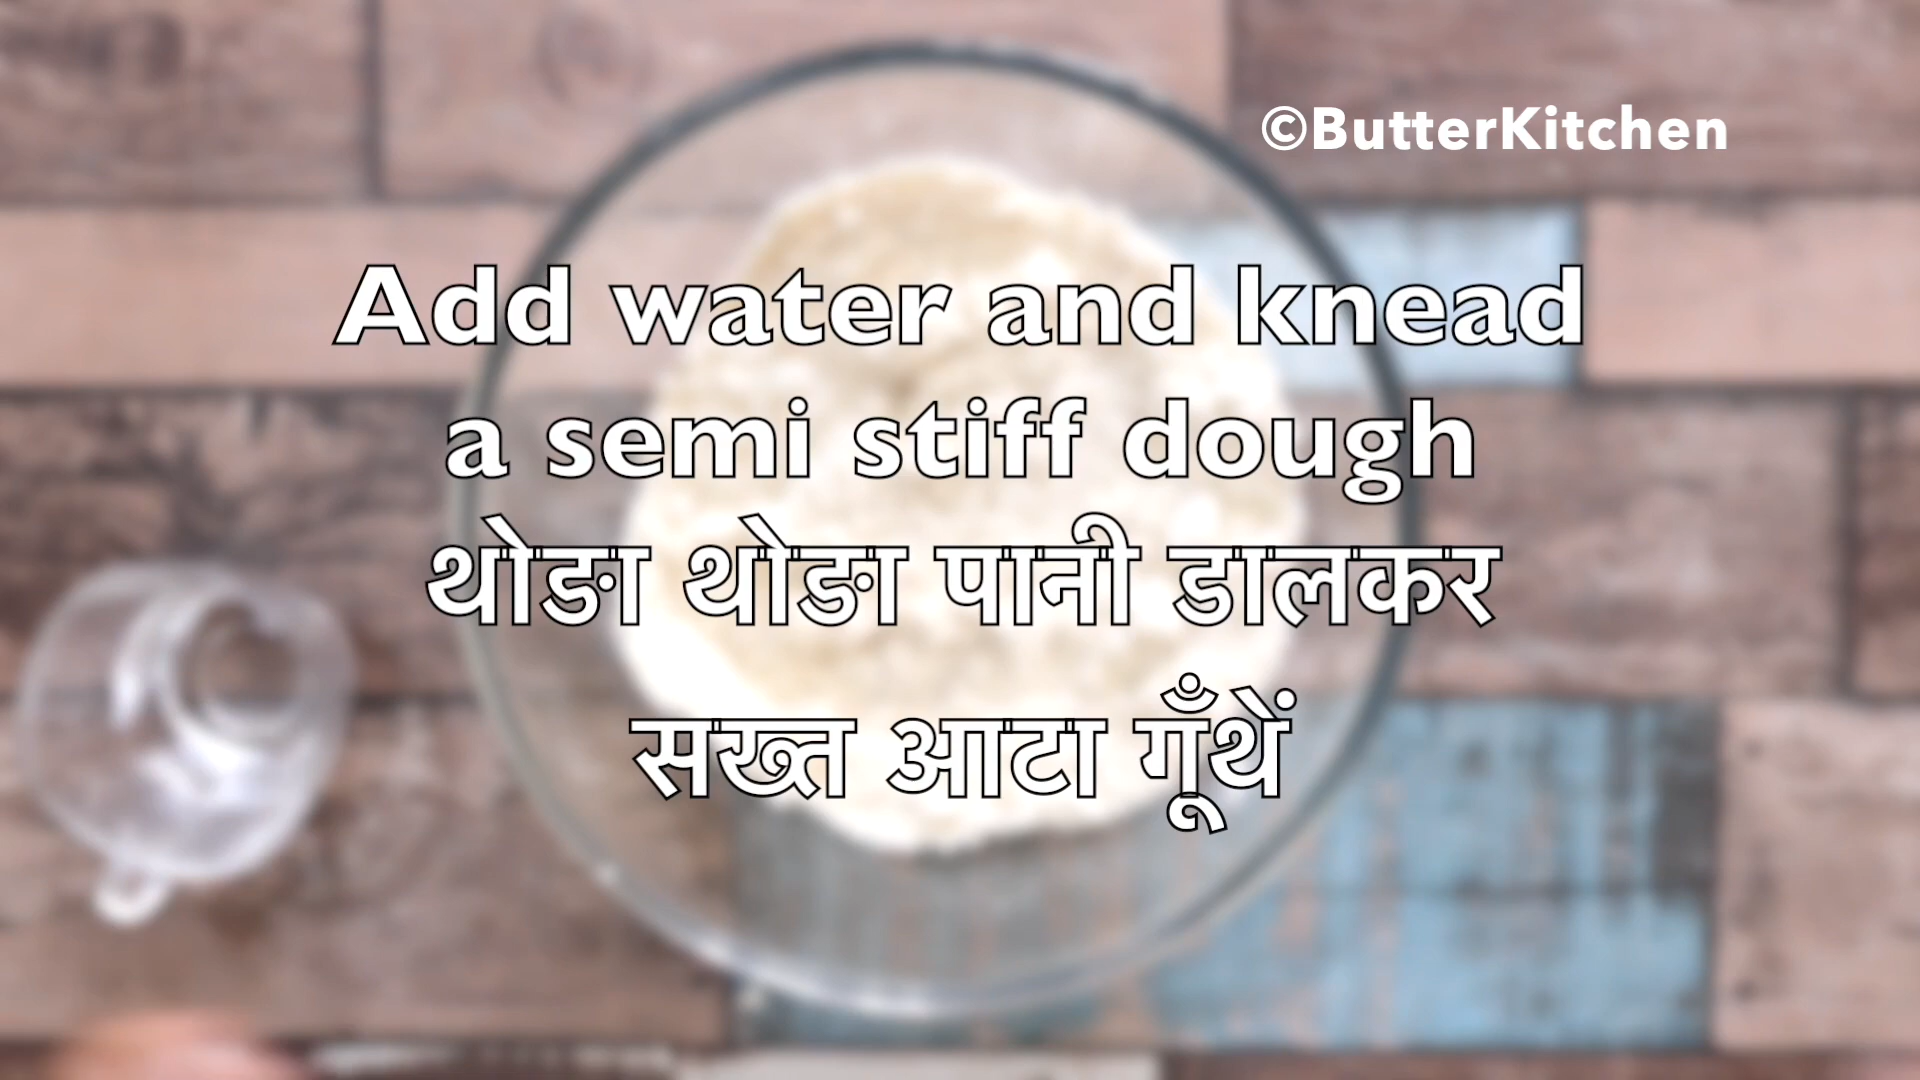 ©ButterKitchen
Add water and knead
a semi stiff dough
थोङा थोङा पानी डालकर
सख्त आटा गूँथें